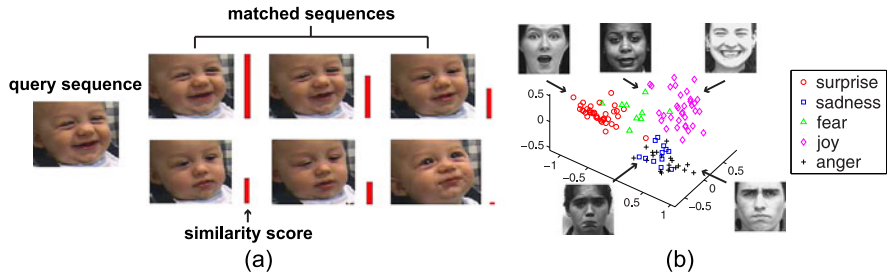 matched sequences
query sequence
similarity score
(a)
0.5
0
-0.5
-1
-0.5
0
0.5
-0.5
0
0.5
surprise
sadness
fear
joy
anger
(b)